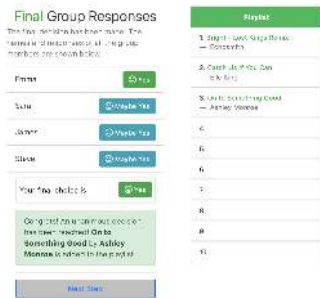 Final Group Responses
The final decision has been made. The
names and responses of all the group
members are shown below.
Emma
Yes
Sara
Maybe Yes
James
Maybe Yes
Steve
Maybe Yes
Your final choice is
Yes
Congrats! An unanimous decision
has been reached! On to
Something Good by Ashley
Monroe is added to the playlist
Next Step
Playlist
1.
2. Catch Us If You Can
3. On to Something Good
— Ashley Monroe
4.
5.
6.
7.
8.
9.
10.